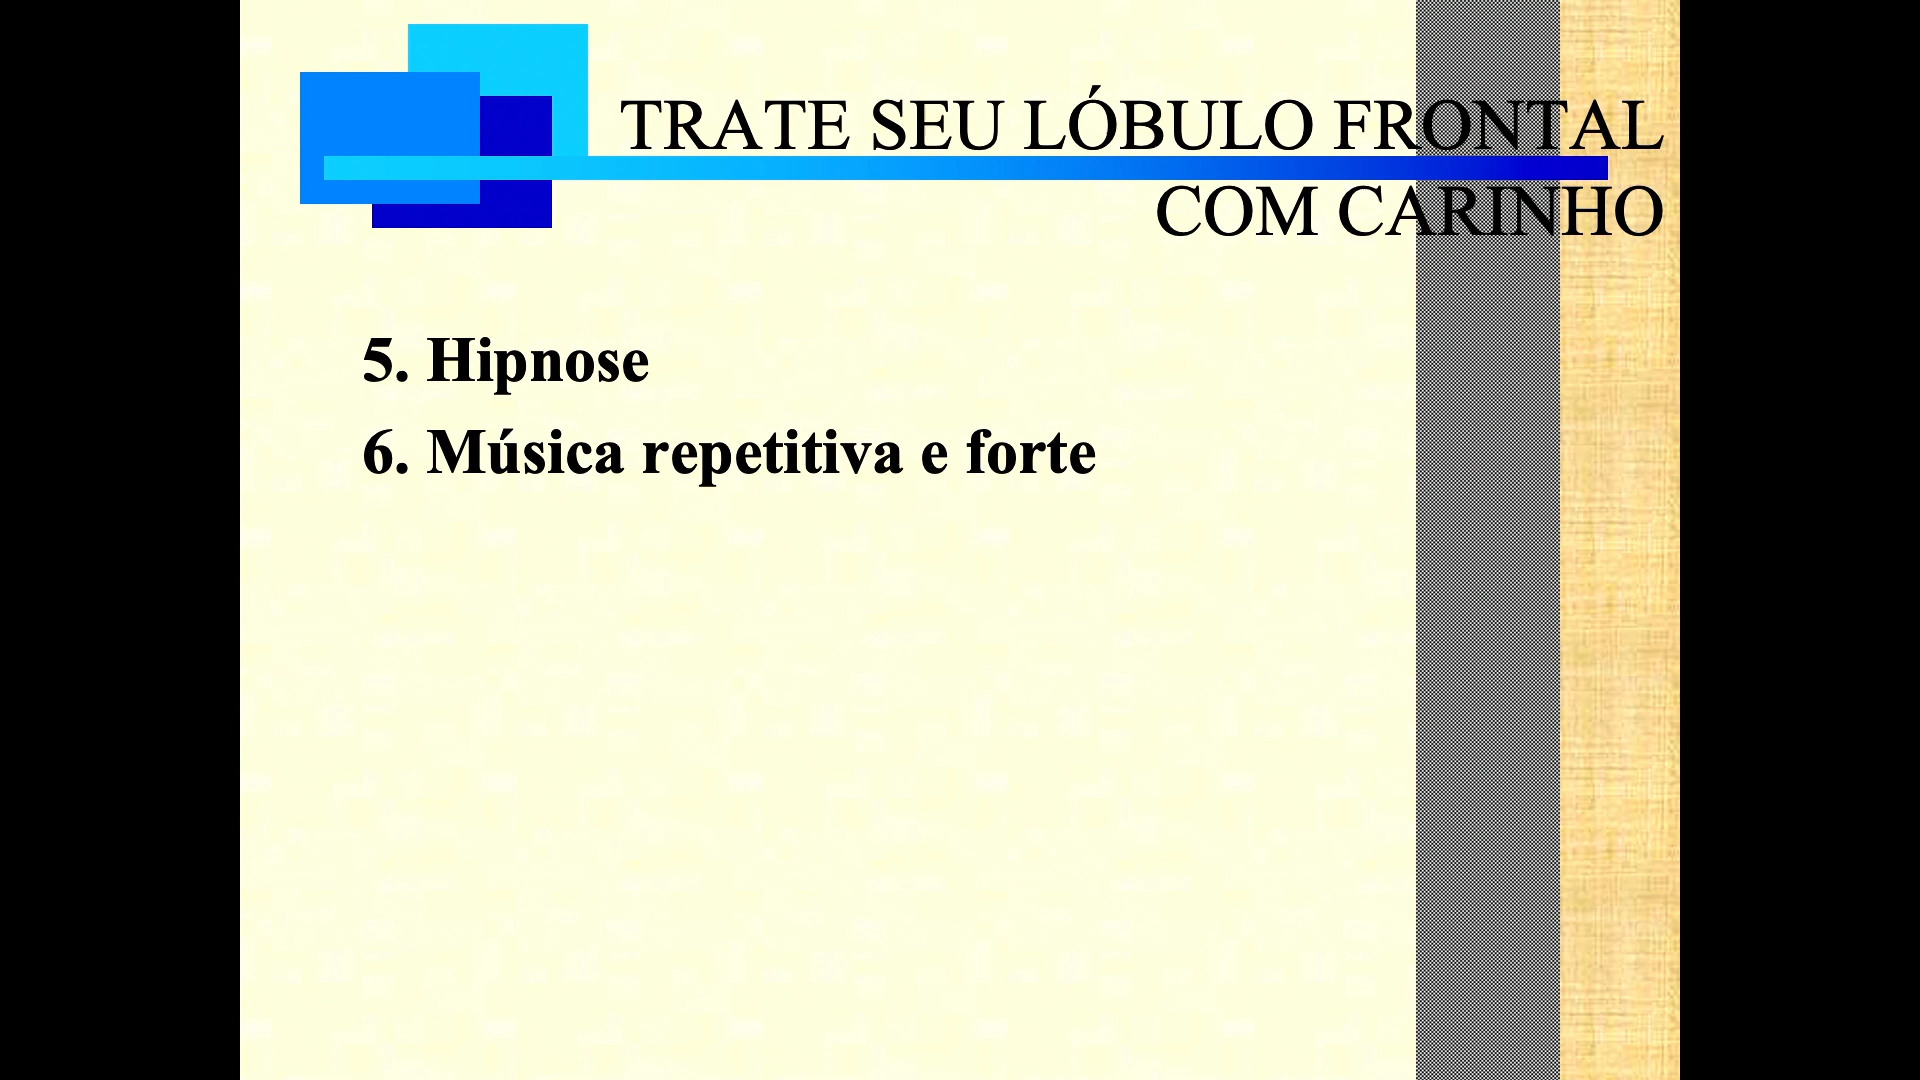 TRATE SEU LÓBULO FRONTAL
COM CARINHO
5. Hipnose
6. Música repetitiva e forte